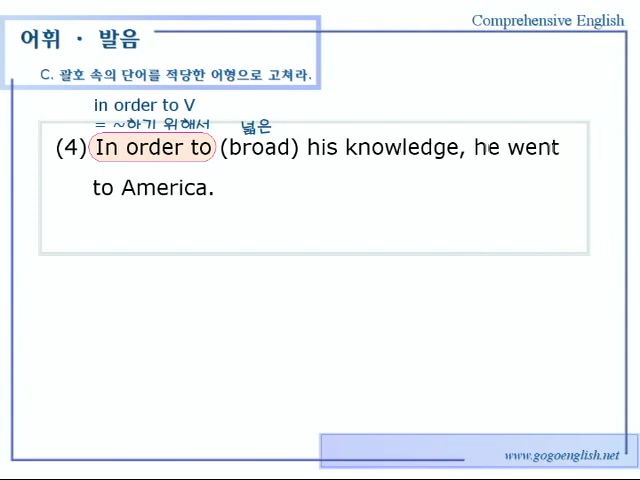 Comprehensive English
어휘 · 발음
C. 괄호 속의 단어를 적당한 어형으로 고쳐라.
in order to V
= ~하기 위해서 넓은
(4) In order to (broad) his knowledge, he went
to America.
www.gogoenglish.net